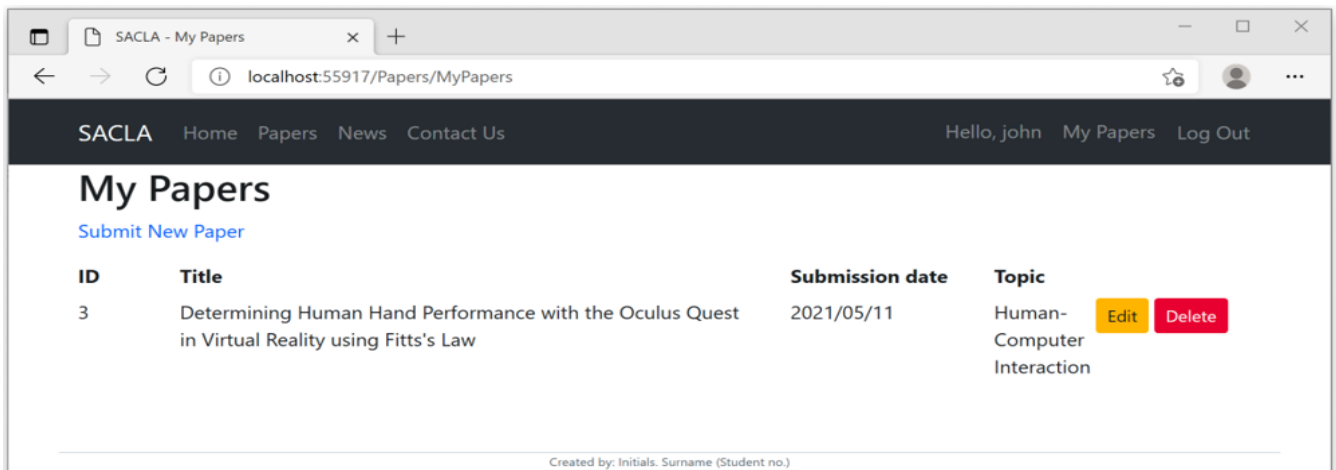 SACLA - My Papers
localhost:55917/Papers/MyPapers
SACLA Home Papers News Contact Us Hello, john My Papers Log Out
My Papers
Submit New Paper
ID Title Submission date Topic
3 Determining Human Hand Performance with the Oculus Quest 2021/05/11 Human- Edit Delete
in Virtual Reality using Fitts's Law Computer
Interaction
Created by: Initials. Surname (Student no.)